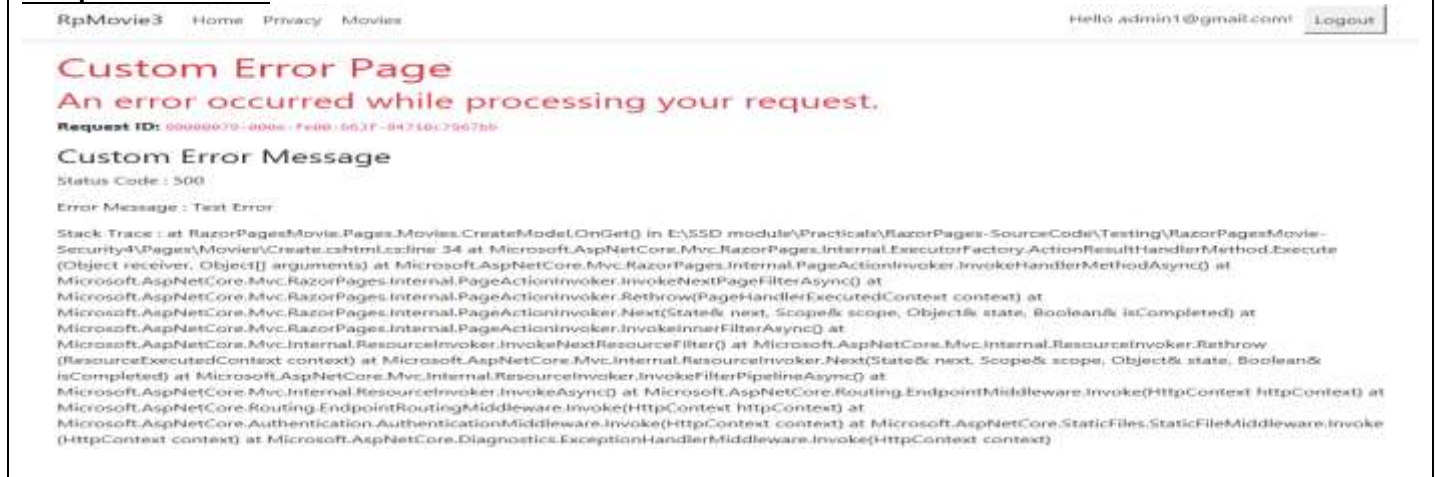 RpMovie3 Home Privacy Movies Hello admin1@gmail.com! Logout
Custom Error Page
An error occurred while processing your request.
Request ID:
Custom Error Message
Status Code : 500
Error Message : Test Error
Stack Trace : at RazorPagesMovie.Pages.Movies.CreateModel.OnGet() in E:\SSD module\Practicals\RazorPages-SourceCode\Testing\RazorPagesMovie-
Security4\Pages\Movies\Create.cshtml.cs:line 34 at Microsoft.AspNetCore.Mvc.RazorPages.Internal.ExecutorFactory.ActionResultHandlerMethod.Execute
(Object receiver, Object[] arguments) at Microsoft.AspNetCore.Mvc.RazorPages.Internal.PageActionInvoker.InvokeHandlerMethodAsync() at
Microsoft.AspNetCore.Mvc.RazorPages.Internal.PageActionInvoker.InvokeNextPageFilterAsync() at
Microsoft.AspNetCore.Mvc.RazorPages.Internal.PageActionInvoker.Rethrow(PageHandlerExecutedContext context) at
Microsoft.AspNetCore.Mvc.RazorPages.Internal.PageActionInvoker.Next(State& next, Scope& scope, Object& state, Boolean& isCompleted) at
Microsoft.AspNetCore.Mvc.RazorPages.Internal.PageActionInvoker.InvokeInnerFilterAsync() at
Microsoft.AspNetCore.Mvc.Internal.ResourceInvoker.InvokeNextResourceFilter() at Microsoft.AspNetCore.Mvc.Internal.ResourceInvoker.Rethrow
(ResourceExecutedContext context) at Microsoft.AspNetCore.Mvc.Internal.ResourceInvoker.Next(State& next, Scope& scope, Object& state, Boolean&
isCompleted) at Microsoft.AspNetCore.Mvc.Internal.ResourceInvoker.InvokeFilterPipelineAsync() at
Microsoft.AspNetCore.Mvc.Internal.ResourceInvoker.InvokeAsync() at Microsoft.AspNetCore.Routing.EndpointMiddleware.Invoke(HttpContext httpContext) at
Microsoft.AspNetCore.Routing.EndpointRoutingMiddleware.Invoke(HttpContext httpContext) at
Microsoft.AspNetCore.Authentication.AuthenticationMiddleware.Invoke(HttpContext context) at Microsoft.AspNetCore.StaticFiles.StaticFileMiddleware.Invoke
(HttpContext context) at Microsoft.AspNetCore.Diagnostics.ExceptionHandlerMiddleware.Invoke(HttpContext context)